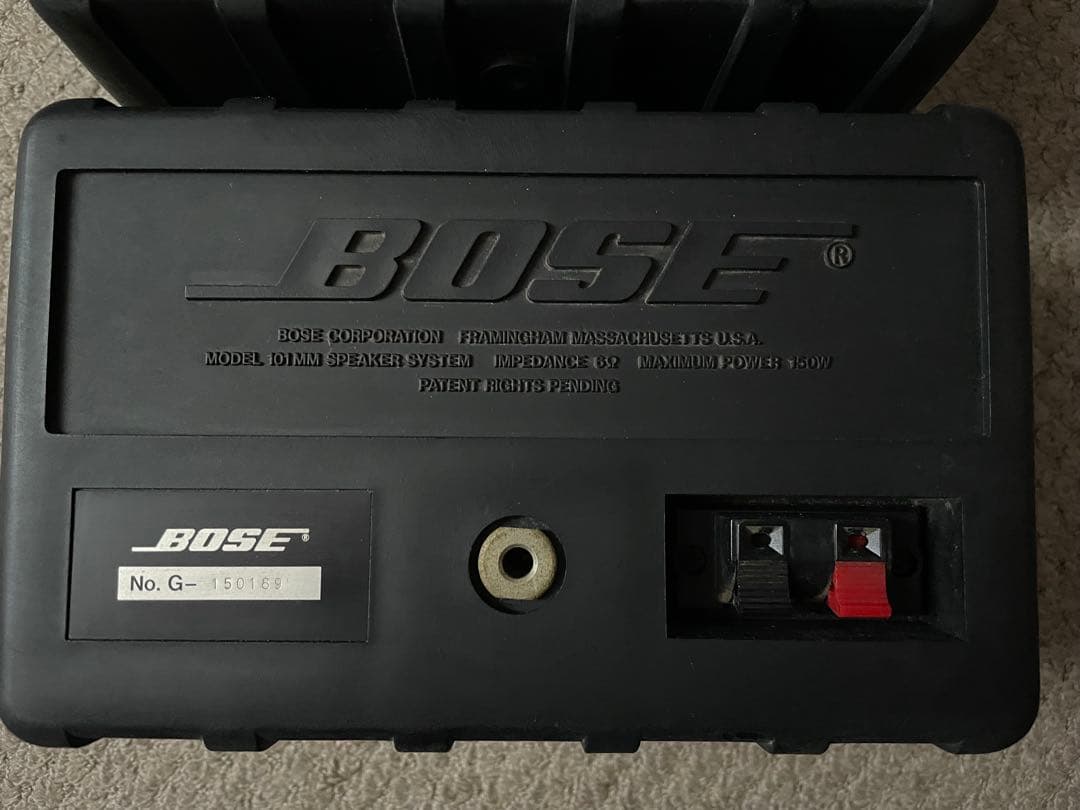 BOSE®
BOSE CORPORATION FRAMINGHAM MASSACHUSETTS U.S.A.
MODEL 101MM SPEAKER SYSTEM IMPEDANCE 6Ω MAXIMUM POWER 150W
PATENT RIGHTS PENDING
BOSE®
No. G- 150169